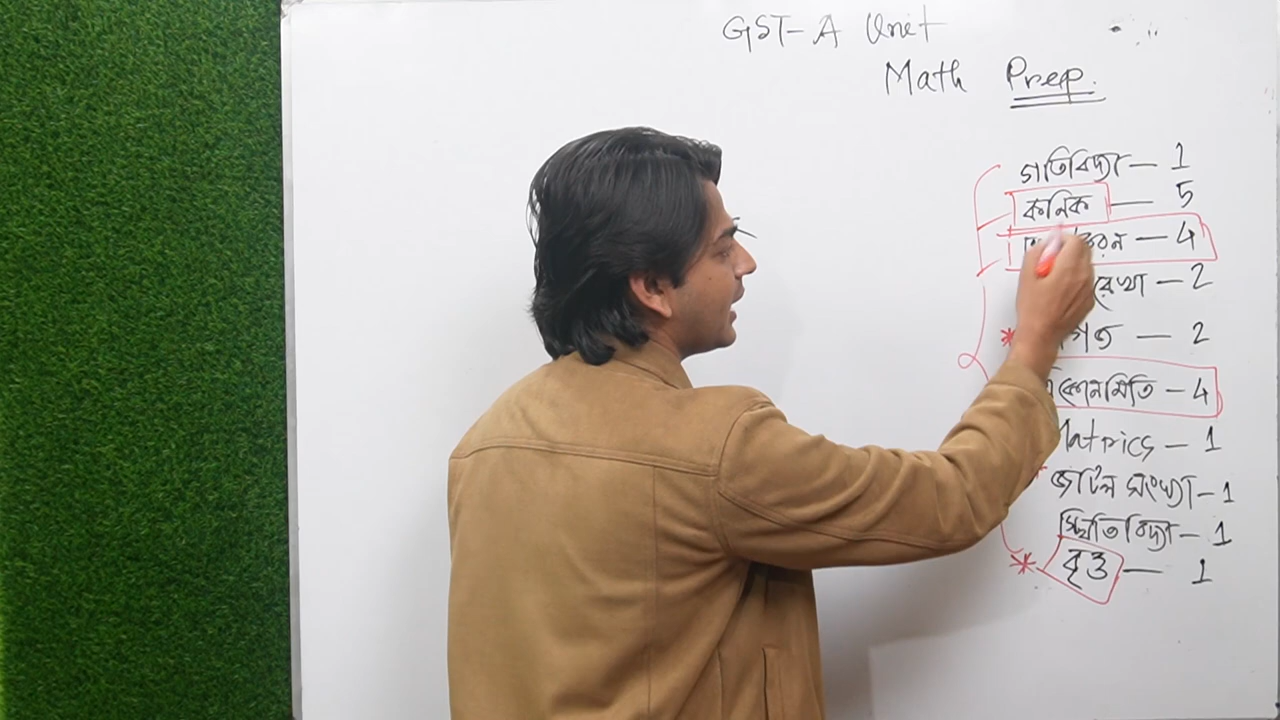 GST-A Unit
Math Prep.
গতিবিদ্যা — 1
কনিক — 5
— 4
রেখা — 2
* — 2
ত্রিকোনমিতি - 4
Matrics - 1
* জটিল সংখ্যা - 1
স্থিতিবিদ্যা - 1
* বৃত্ত — 1